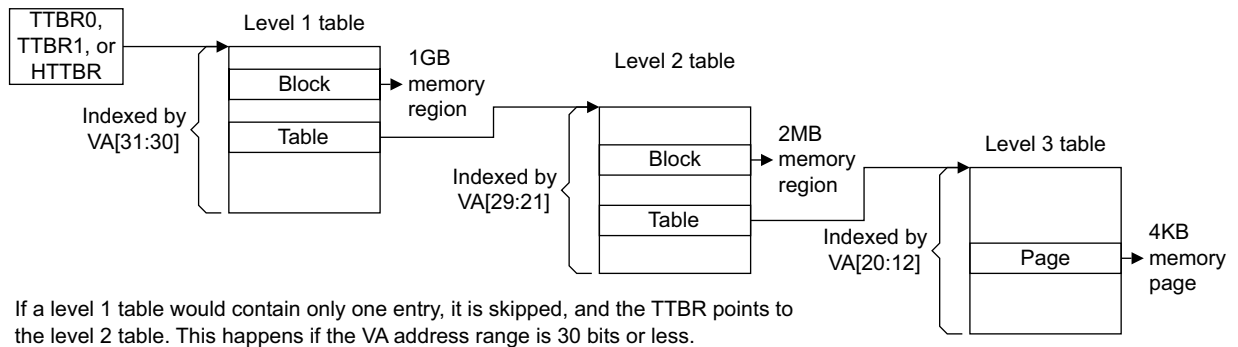 TTBR0,
TTBR1, or
HTTBR
Level 1 table
Block
1GB
memory
region
Indexed by
VA[31:30]
Table
Level 2 table
Block
2MB
memory
region
Indexed by
VA[29:21]
Table
Level 3 table
Indexed by
VA[20:12]
Page
4KB
memory
page
If a level 1 table would contain only one entry, it is skipped, and the TTBR points to
the level 2 table. This happens if the VA address range is 30 bits or less.